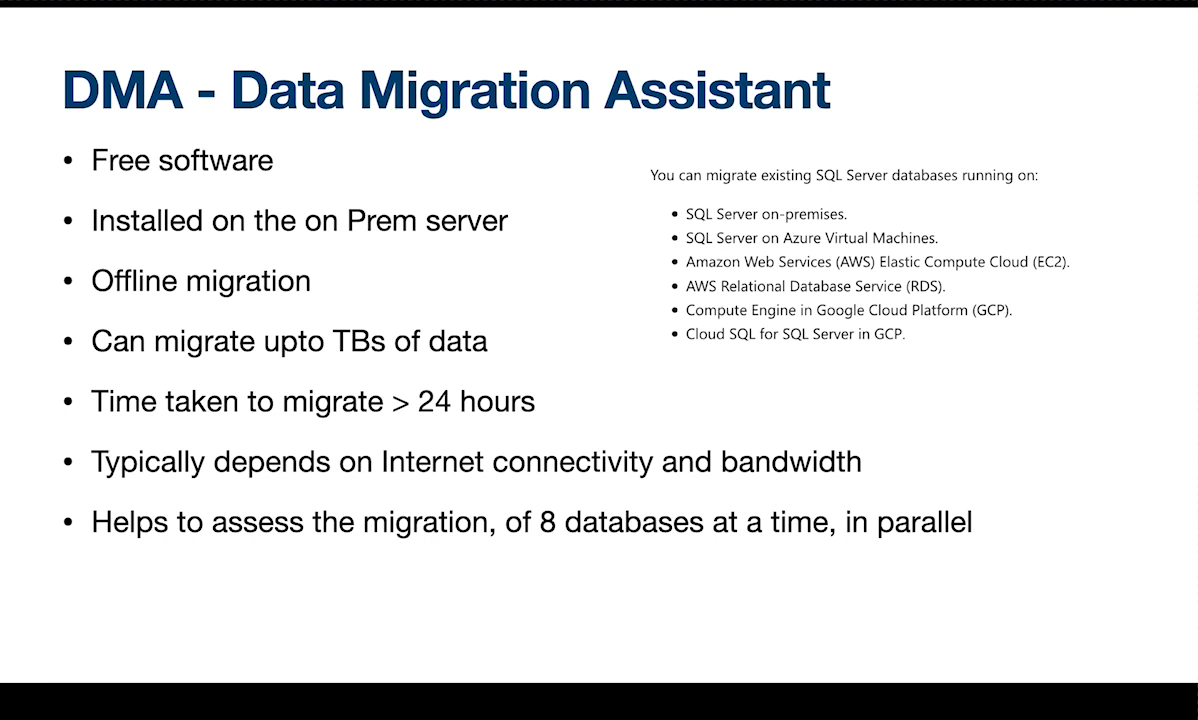 DMA - Data Migration Assistant
• Free software
• Installed on the on Prem server
• Offline migration
• Can migrate upto TBs of data
• Time taken to migrate > 24 hours
• Typically depends on Internet connectivity and bandwidth
• Helps to assess the migration, of 8 databases at a time, in parallel
You can migrate existing SQL Server databases running on:
• SQL Server on-premises.
• SQL Server on Azure Virtual Machines.
• Amazon Web Services (AWS) Elastic Compute Cloud (EC2).
• AWS Relational Database Service (RDS).
• Compute Engine in Google Cloud Platform (GCP).
• Cloud SQL for SQL Server in GCP.